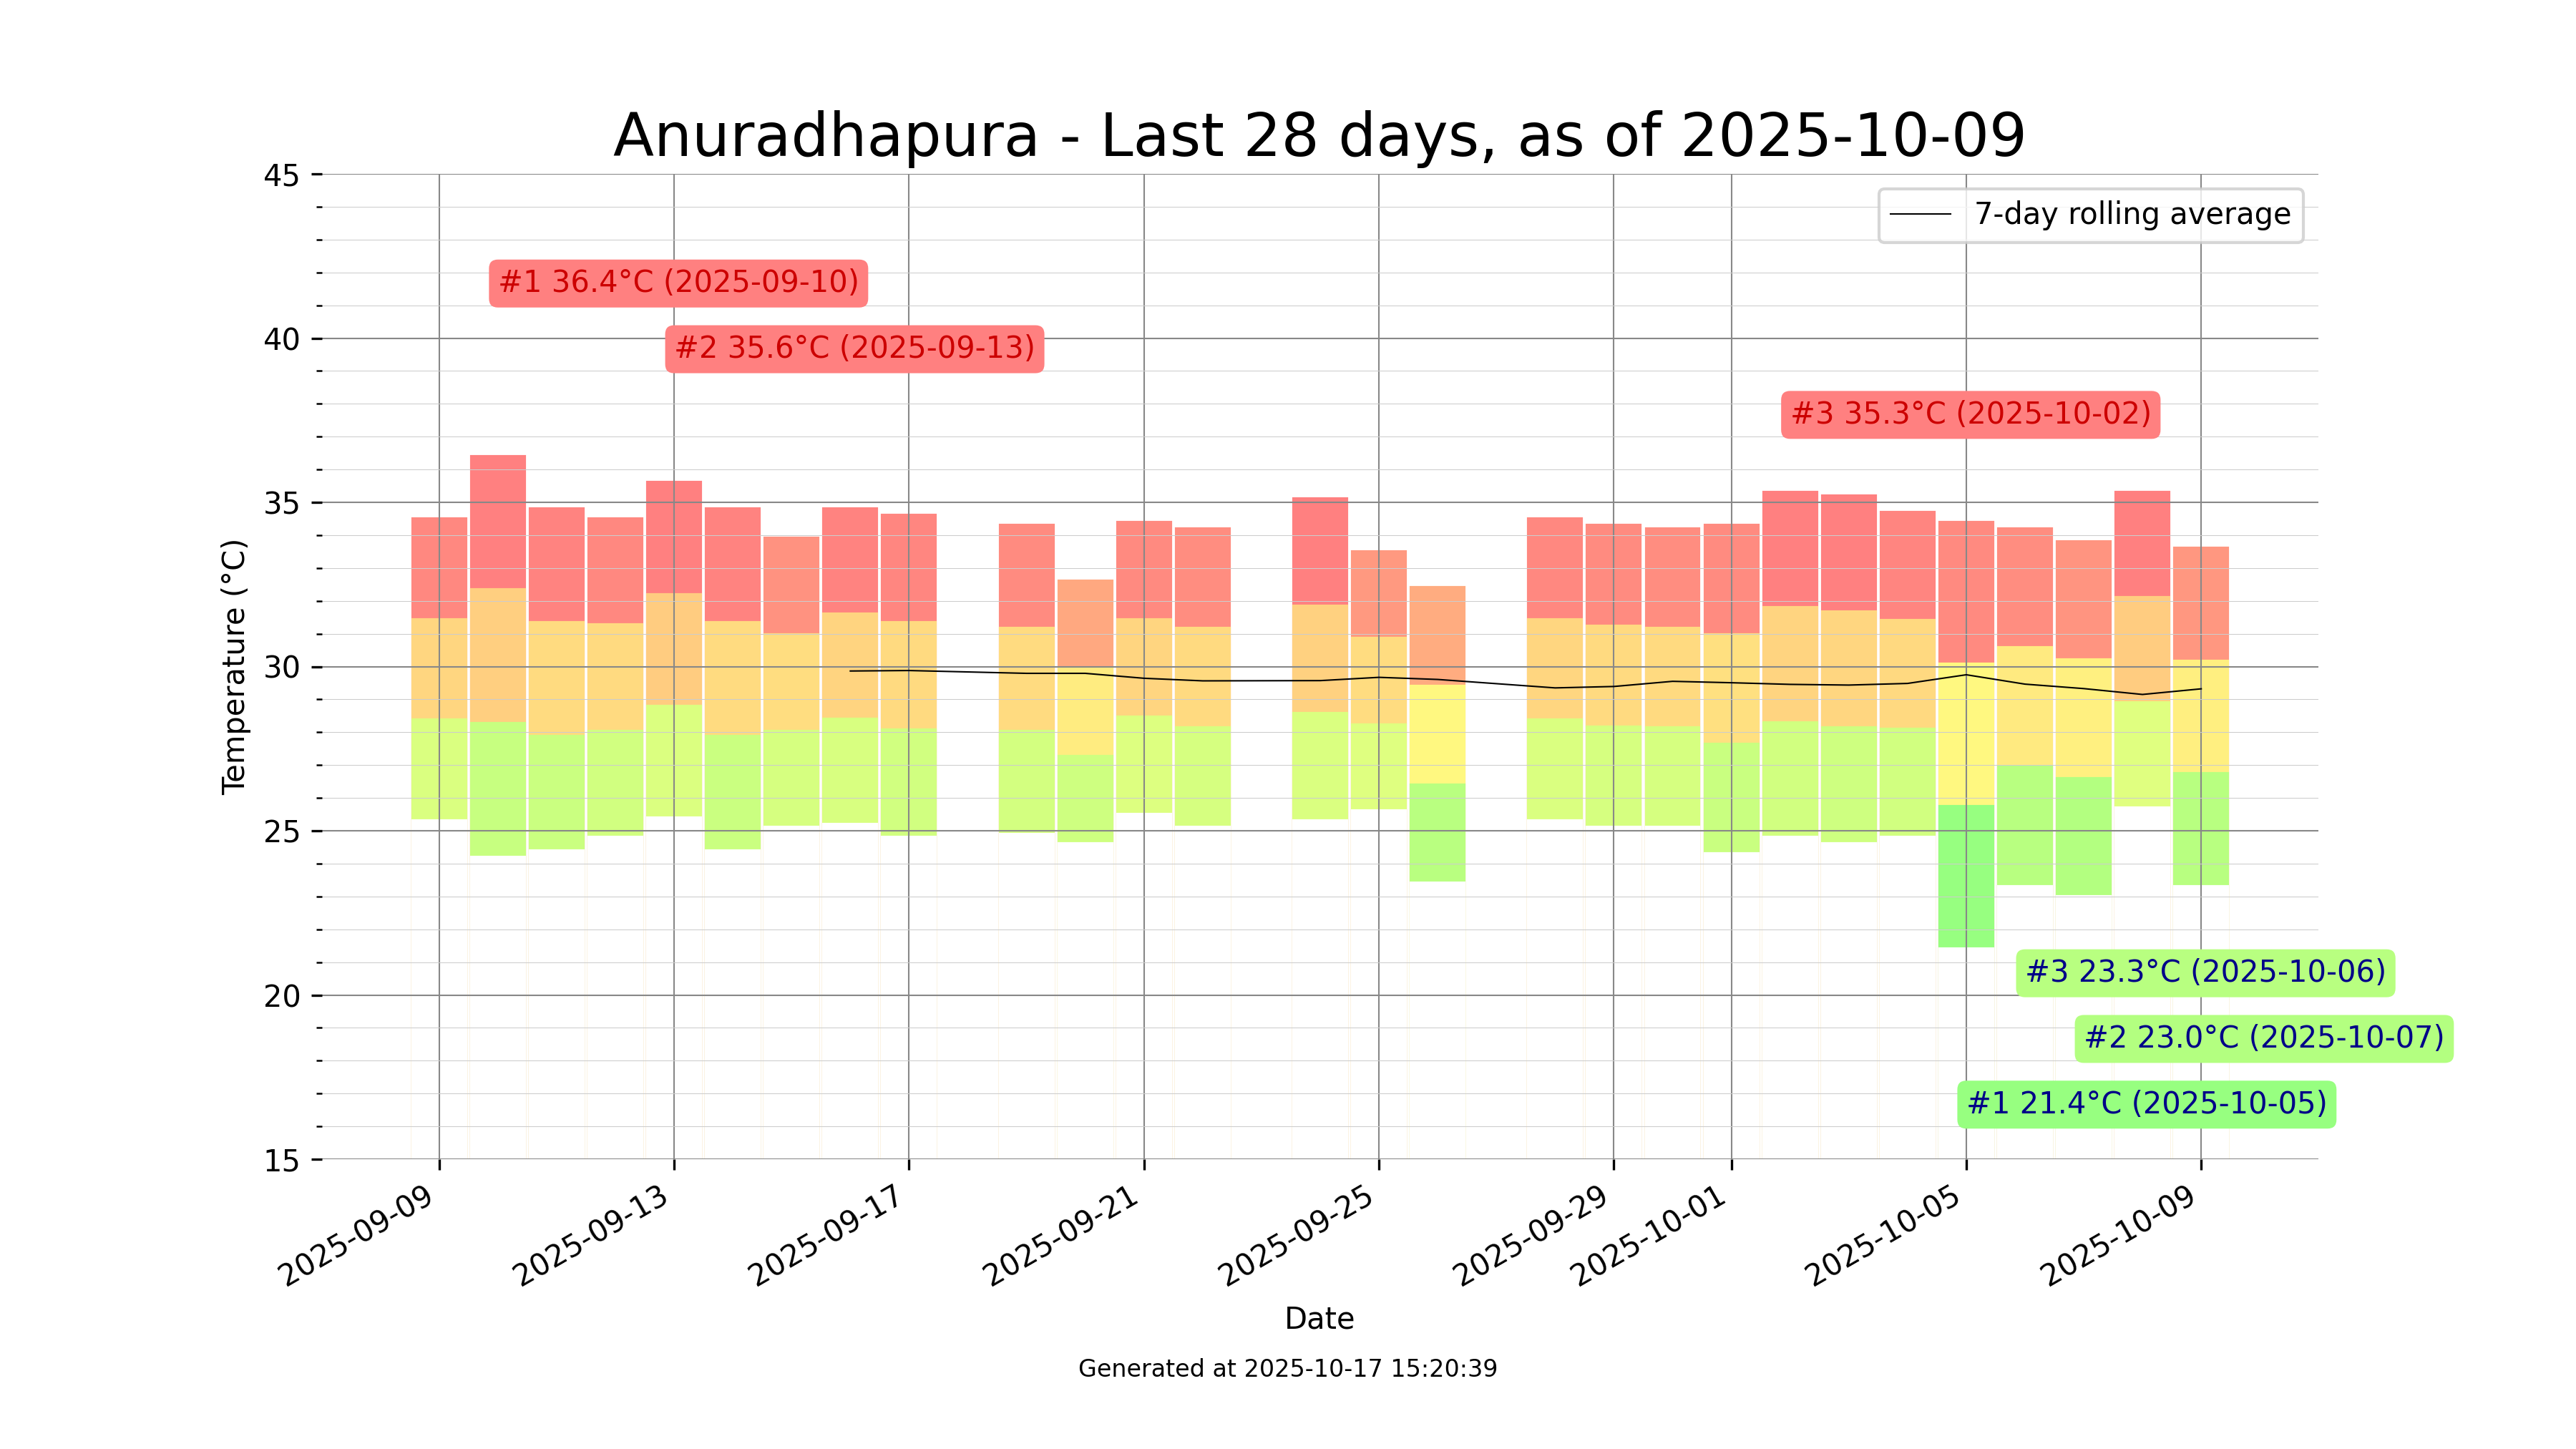 Anuradhapura - Last 28 days, as of 2025-10-09
45
7-day rolling average
#1 36.4°C (2025-09-10)
40
#2 35.6°C (2025-09-13)
#3 35.3°C (2025-10-02)
35
Temperature (°C)
30
25
#3 23.3°C (2025-10-06)
20
#2 23.0°C (2025-10-07)
#1 21.4°C (2025-10-05)
15
2025-09-09
2025-09-13
2025-09-17
2025-09-21
2025-09-25
2025-09-29
2025-10-01
2025-10-05
2025-10-09
Date
Generated at 2025-10-17 15:20:39